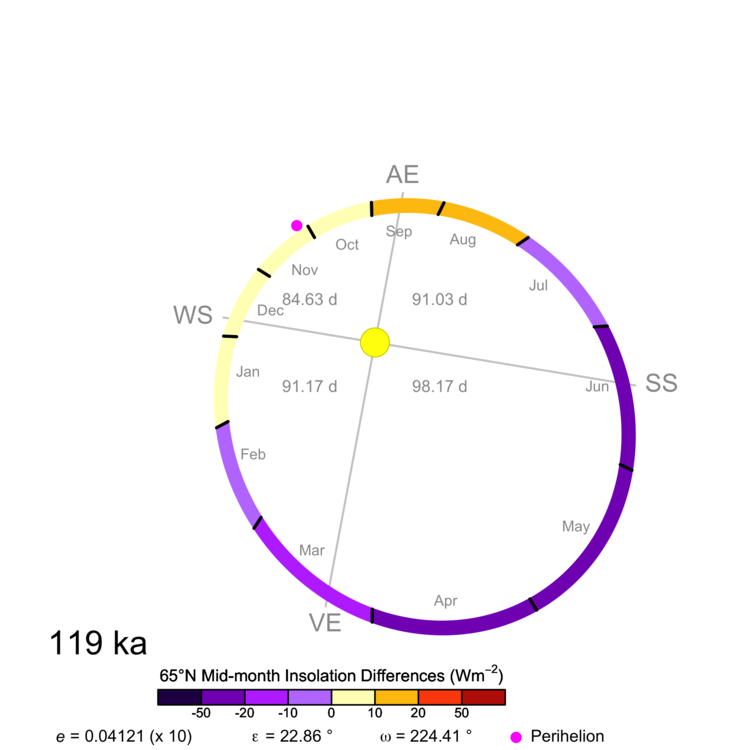 AE
Sep
Aug
Oct
Nov
Jul
84.63 d
91.03 d
Dec
WS
Jan
91.17 d
98.17 d
Jun
SS
Feb
May
Mar
Apr
VE
119 ka
65°N Mid-month Insolation Differences (Wm⁻²)
-50 -20 -10 0 10 20 50
e = 0.04121 (x 10) ε = 22.86 ° ω = 224.41 ° Perihelion